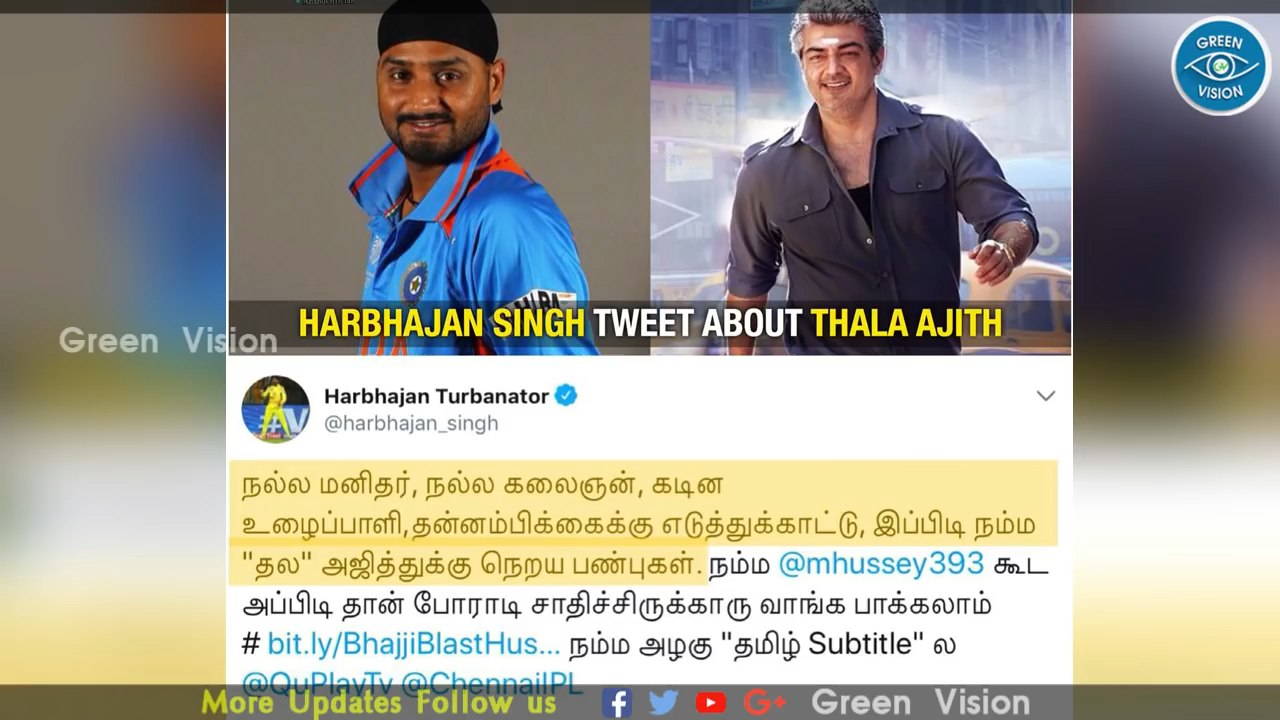 GREEN
VISION
HARBHAJAN SINGH TWEET ABOUT THALA AJITH
Green Vision
Harbhajan Turbanator
@harbhajan_singh
நல்ல மனிதர், நல்ல கலைஞன், கடின
உழைப்பாளி,தன்னம்பிக்கைக்கு எடுத்துக்காட்டு, இப்பிடி நம்ம
"தல" அஜித்துக்கு நெறய பண்புகள். நம்ம @mhussey393 கூட
அப்பிடி தான் போராடி சாதிச்சிருக்காரு வாங்க பாக்கலாம்
# bit.ly/BhajjiBlastHus... நம்ம அழகு "தமிழ் Subtitle" ல
@QuPlayTv @ChennaiIPL
More Updates Follow us Green Vision